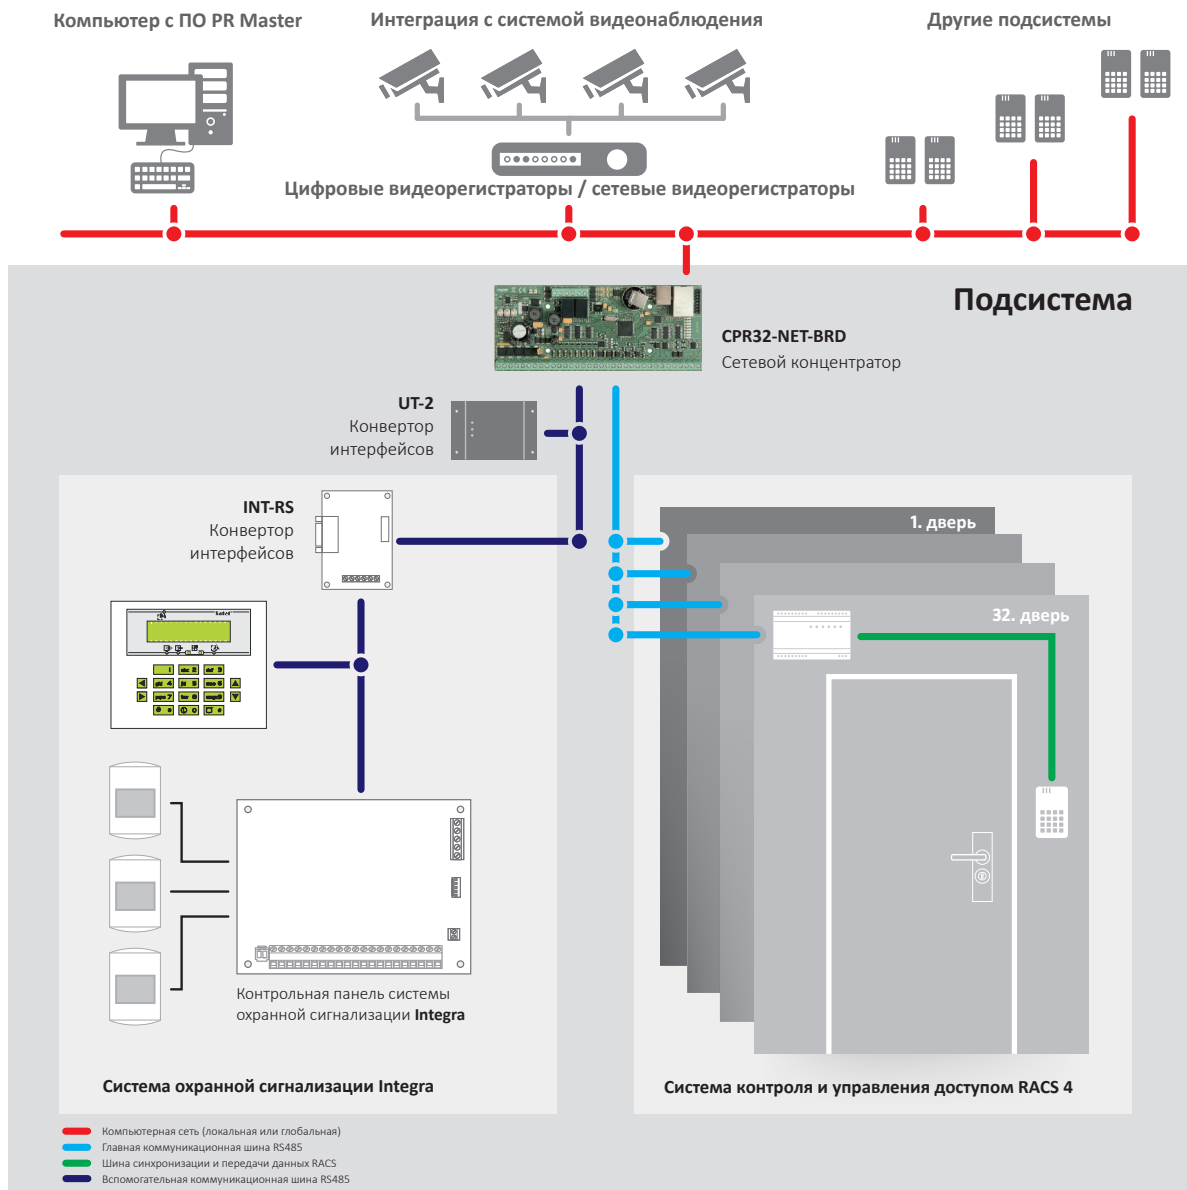 Компьютер с ПО PR Master
Интеграция с системой видеонаблюдения
Другие подсистемы
Цифровые видеорегистраторы / сетевые видеорегистраторы
Подсистема
CPR32-NET-BRD
Сетевой концентратор
UT-2
Конвертор
интерфейсов
INT-RS
Конвертор
интерфейсов
1. дверь
32. дверь
Контрольная панель системы
охранной сигнализации Integra
Система охранной сигнализации Integra
Система контроля и управления доступом RACS 4
Компьютерная сеть (локальная или глобальная)
Главная коммуникационная шина RS485
Шина синхронизации и передачи данных RACS
Вспомогательная коммуникационная шина RS485